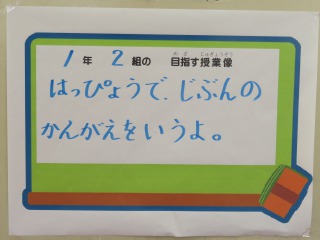 1年 2組の 目指す授業像
はっぴょうで、じぶんの
かんがえをいうよ。